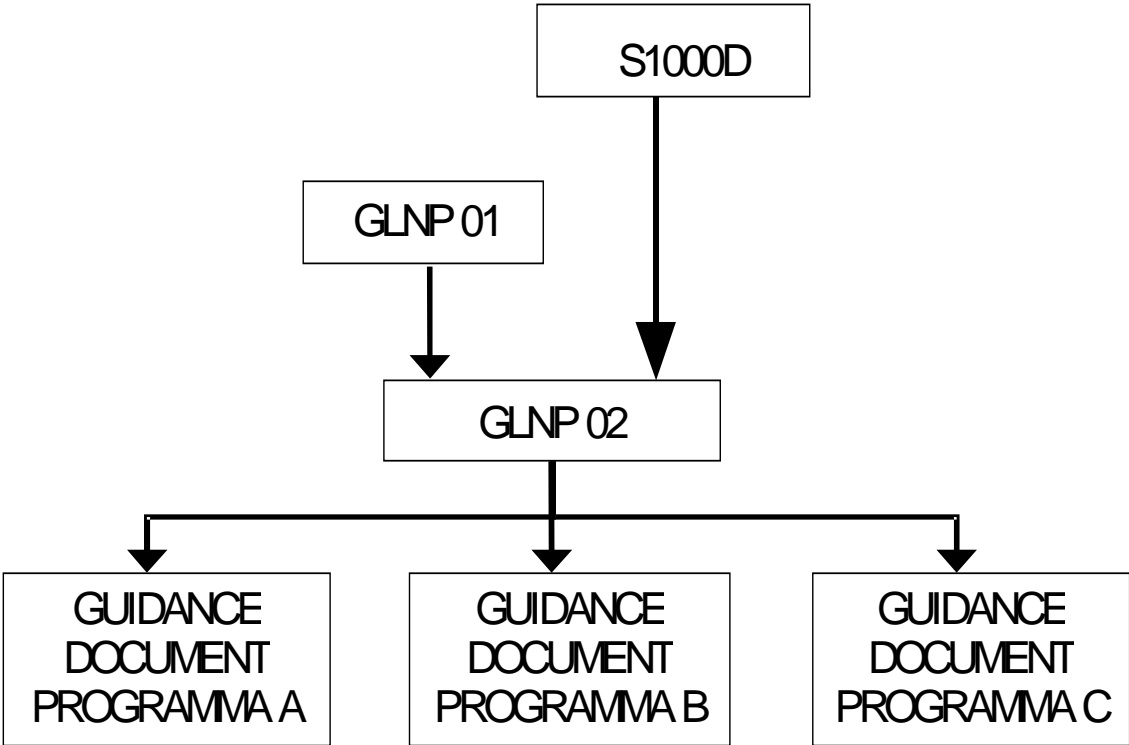 S1000D
GLNP 01
GLNP 02
GUIDANCE
DOCUMENT
PROGRAMMA A
GUIDANCE
DOCUMENT
PROGRAMMA B
GUIDANCE
DOCUMENT
PROGRAMMA C